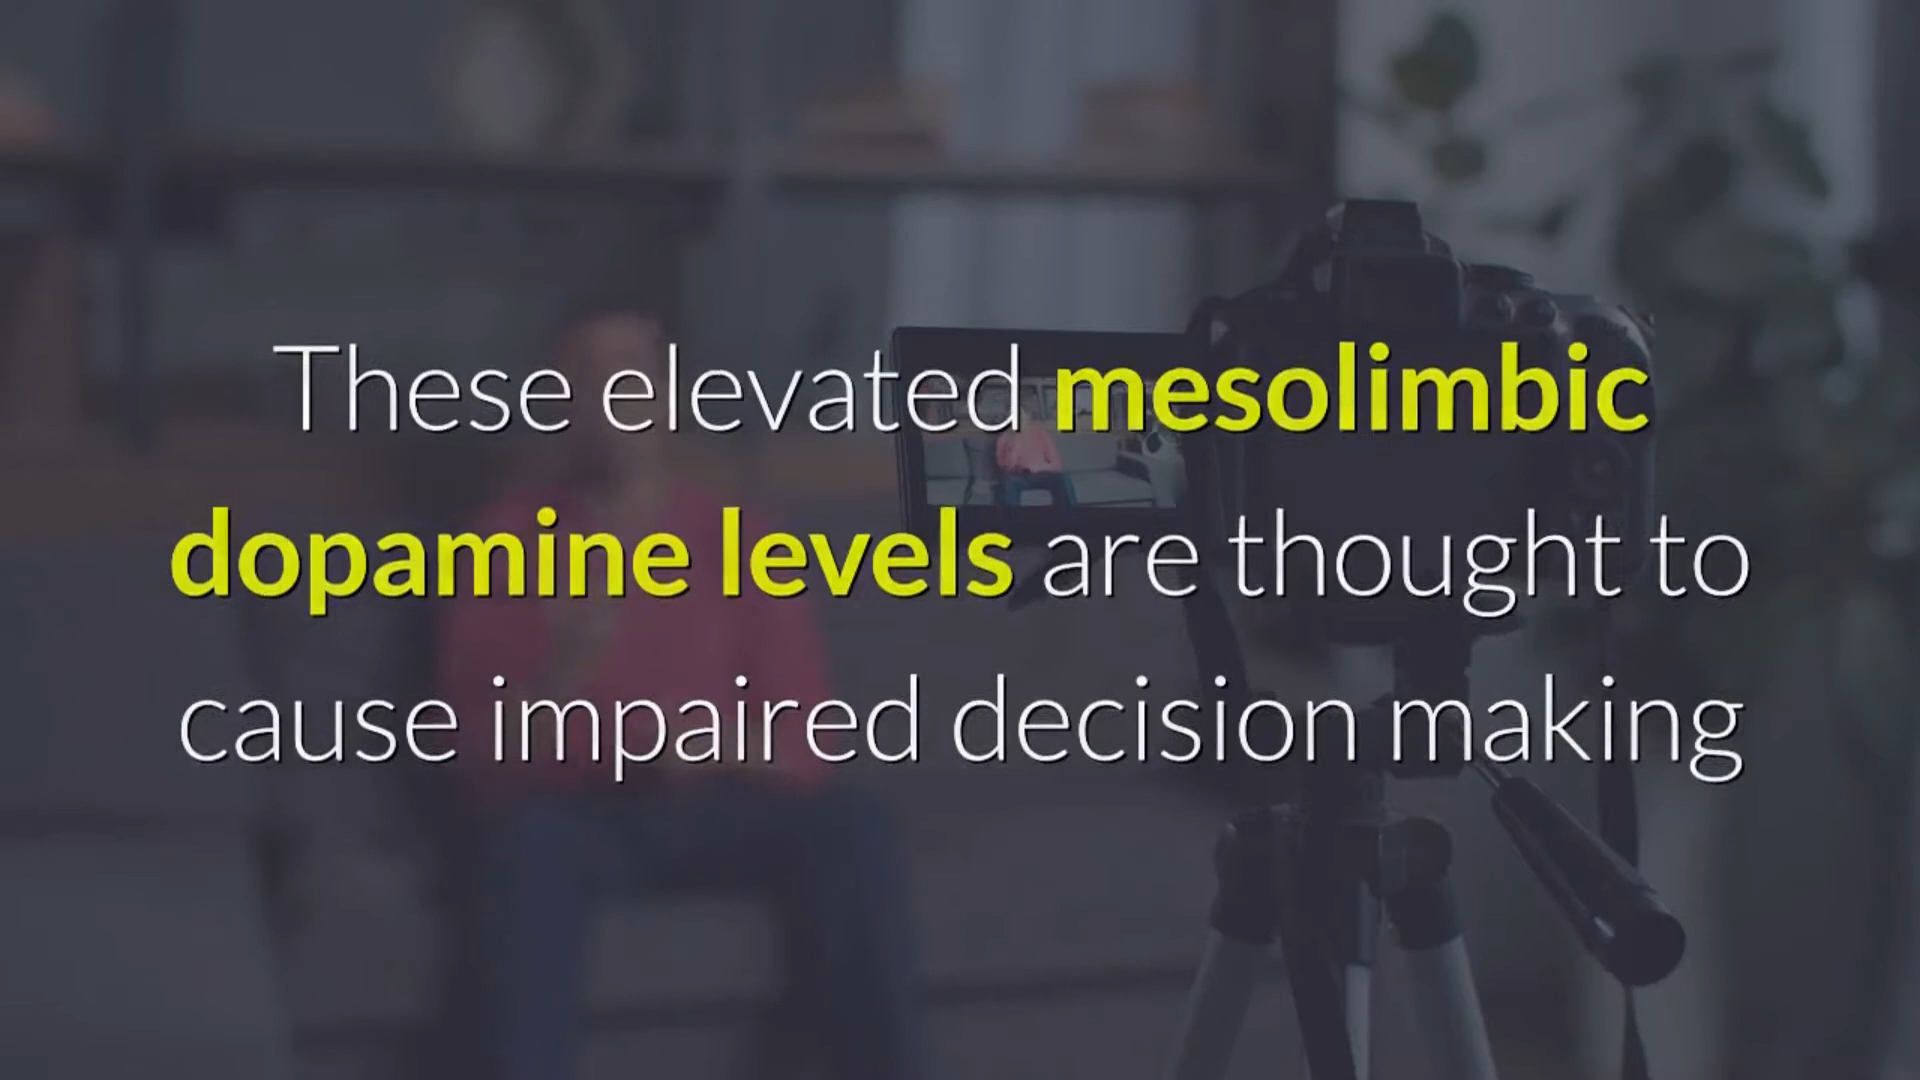 These elevated mesolimbic
dopamine levels are thought to
cause impaired decision making